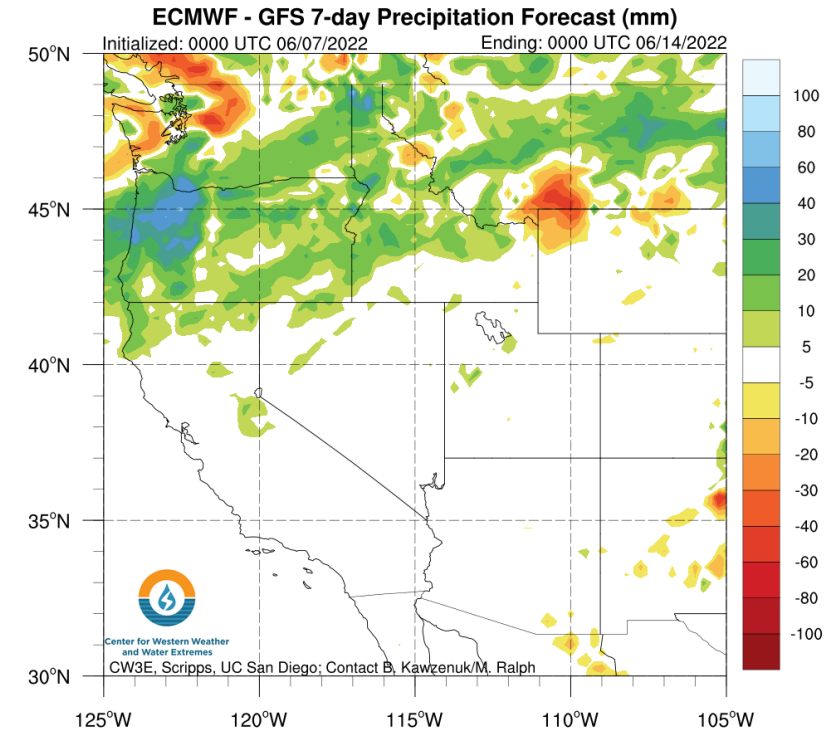 ECMWF - GFS 7-day Precipitation Forecast (mm)
Initialized: 0000 UTC 06/07/2022 Ending: 0000 UTC 06/14/2022
50°N
45°N
40°N
35°N
30°N
125°W 120°W 115°W 110°W 105°W
100
80
60
40
30
20
10
5
-5
-10
-20
-30
-40
-60
-80
-100
Center for Western Weather
and Water Extremes
CW3E, Scripps, UC San Diego; Contact B. Kawzenuk/M. Ralph